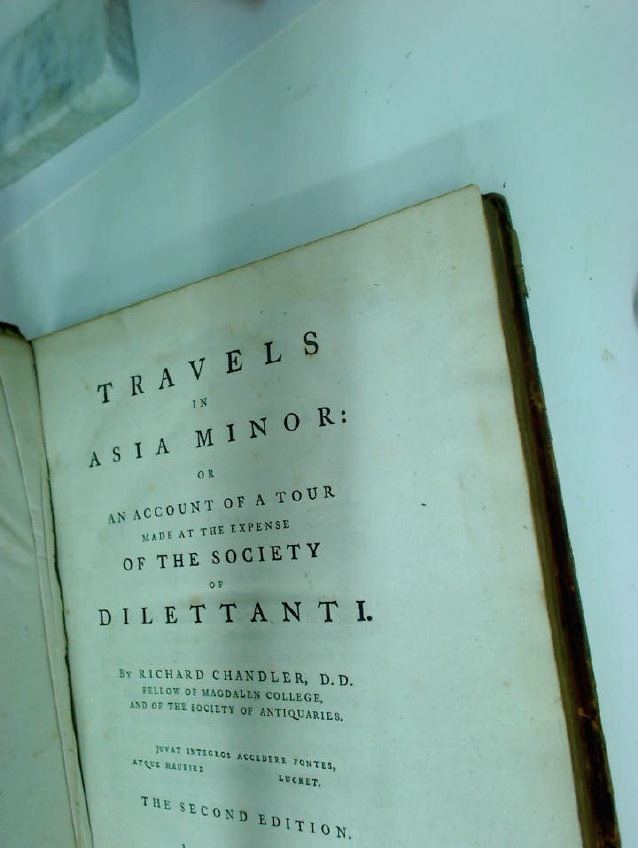 TRAVELS
IN
ASIA MINOR:
OR
AN ACCOUNT OF A TOUR
MADE AT THE EXPENSE
OF THE SOCIETY
OF
DILETTANTI.
By RICHARD CHANDLER, D.D.
FELLOW OF MAGDALEN COLLEGE,
AND OF THE SOCIETY OF ANTIQUARIES.
JUVAT INTEGROS ACCEDERE FONTES,
ATQUE HAURIRE LUCRET.
THE SECOND EDITION.